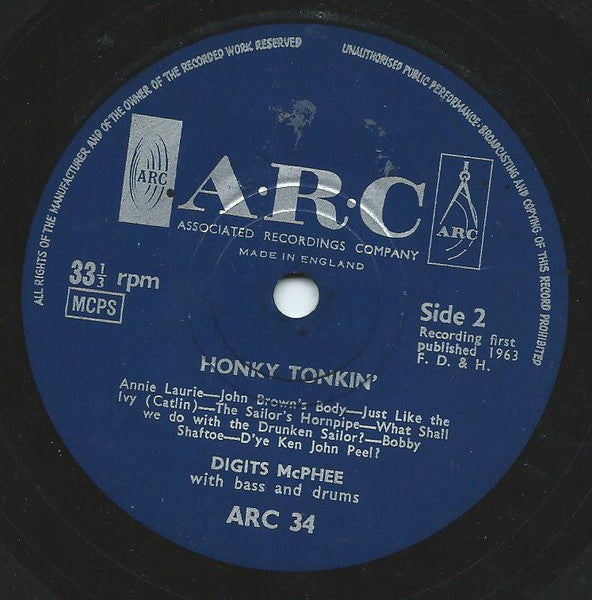 ALL RIGHTS OF THE MANUFACTURER AND OF THE OWNER OF THE RECORDED WORK RESERVED
UNAUTHORISED PUBLIC PERFORMANCE·BROADCASTING AND COPYING OF THIS RECORD PROHIBITED
ARC
A·R·C
ARC
ASSOCIATED RECORDINGS COMPANY
MADE IN ENGLAND
33 1/3 rpm
MCPS
Side 2
Recording first
published 1963
F. D. & H.
HONKY TONKIN'
Annie Laurie—John Brown's Body—Just Like the
Ivy (Catlin)—The Sailor's Hornpipe—What Shall
we do with the Drunken Sailor?—Bobby
Shaftoe—D'ye Ken John Peel?
DIGITS McPHEE
with bass and drums
ARC 34